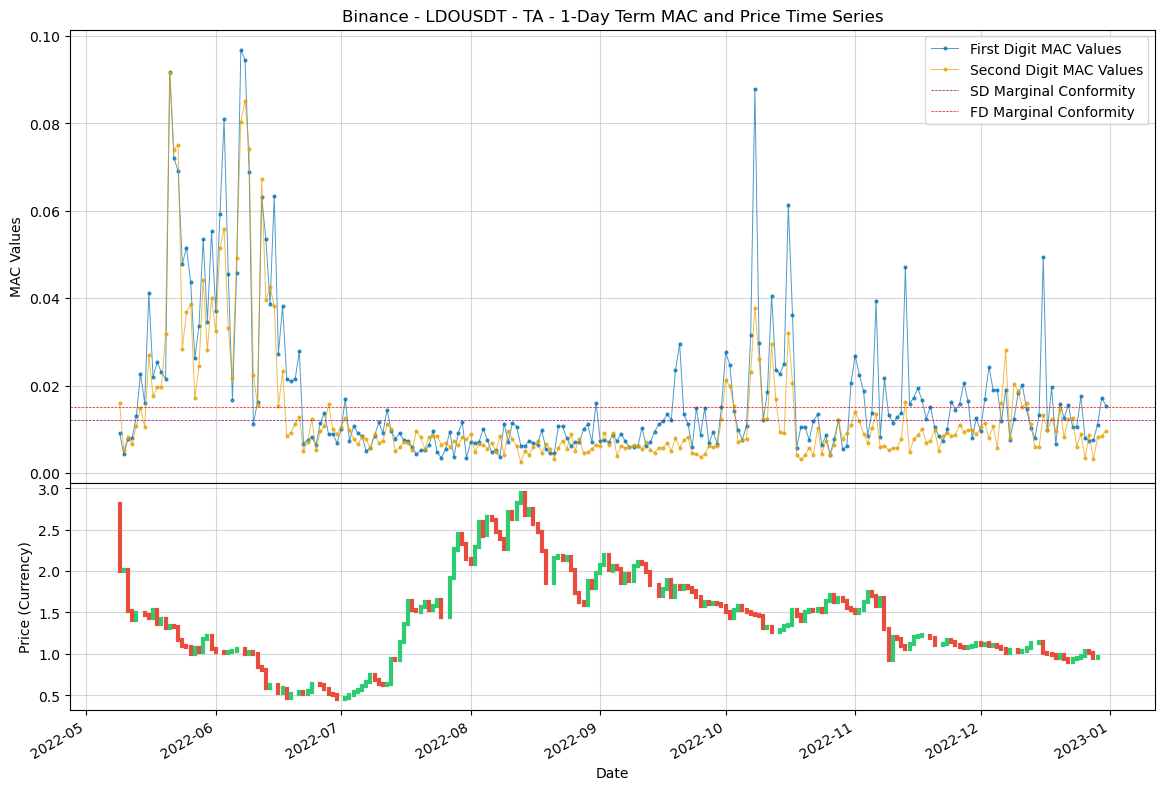 Binance - LDOUSDT - TA - 1-Day Term MAC and Price Time Series
First Digit MAC Values
Second Digit MAC Values
SD Marginal Conformity
FD Marginal Conformity
MAC Values
0.10
0.08
0.06
0.04
0.02
0.00
Price (Currency)
3.0
2.5
2.0
1.5
1.0
0.5
2022-05
2022-06
2022-07
2022-08
2022-09
2022-10
2022-11
2022-12
2023-01
Date